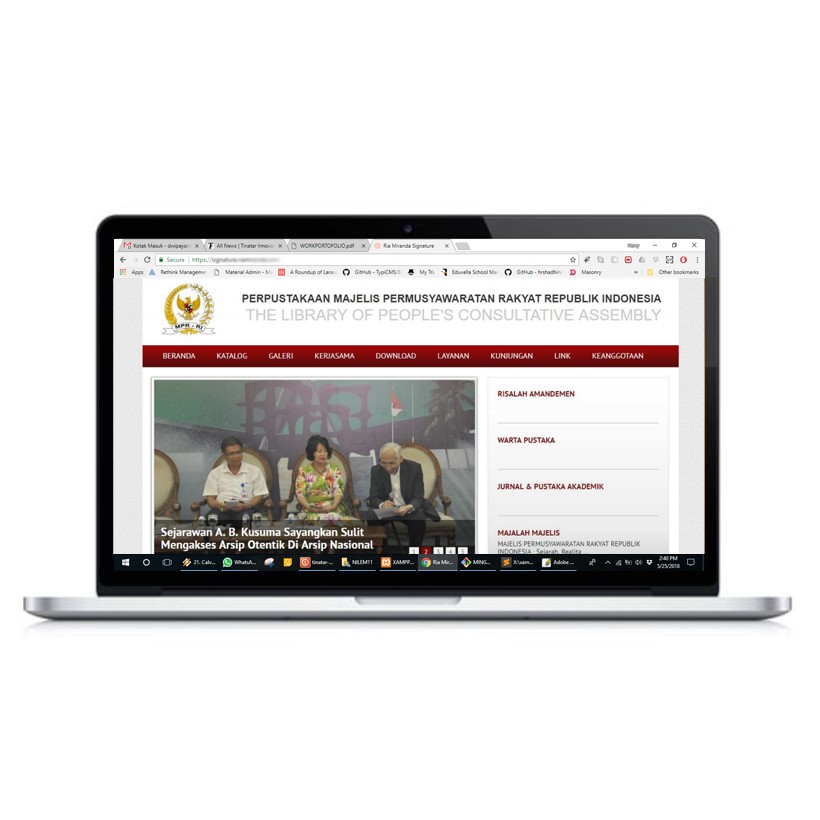 Kotak Masuk - dwipayan
All News | Tinatar Innova
WORKPORTOFOLIO.pdf
Ria Miranda Signature
Secure
https://
Apps
Rethink Managemen
Material Admin - M
A Roundup of Lara
GitHub - TypiCMS/
My Tri
Eduvella School Ma
GitHub - hrshadhin
Masonry
»
Other bookmarks
MPR - RI
PERPUSTAKAAN MAJELIS PERMUSYAWARATAN RAKYAT REPUBLIK INDONESIA
THE LIBRARY OF PEOPLE'S CONSULTATIVE ASSEMBLY
BERANDA KATALOG GALERI KERJASAMA DOWNLOAD LAYANAN KUNJUNGAN LINK KEANGGOTAAN
Sejarawan A. B. Kusuma Sayangkan Sulit
Mengakses Arsip Otentik Di Arsip Nasional
1 2 3 4 5
RISALAH AMANDEMEN
WARTA PUSTAKA
JURNAL & PUSTAKA AKADEMIK
MAJALAH MAJELIS
MAJELIS PERMUSYAWARATAN RAKYAT REPUBLIK
INDONESIA : Sejarah, Realita
21. Calv...
WhatsA...
tinatar-...
NILEM11
XAMPP...
Ria Mir...
MING...
X:\xam...
Adobe ...
2:40 PM
5/25/2018